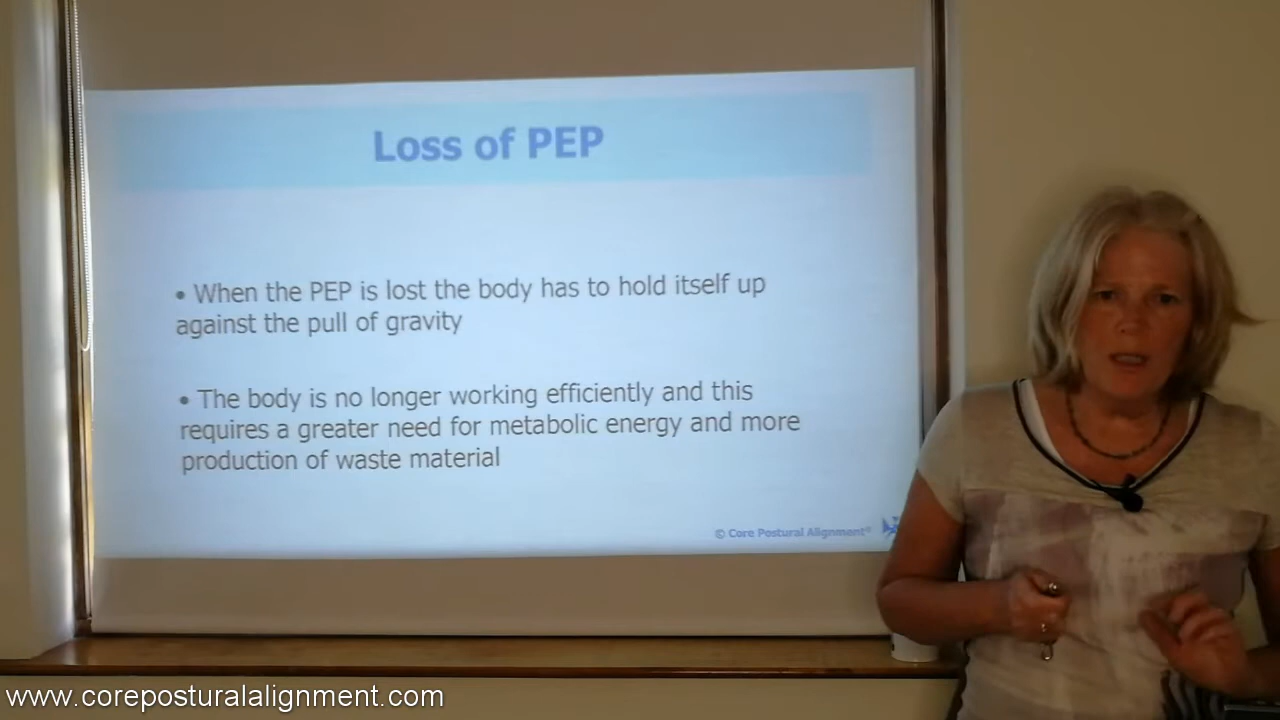 Loss of PEP
• When the PEP is lost the body has to hold itself up
against the pull of gravity
• The body is no longer working efficiently and this
requires a greater need for metabolic energy and more
production of waste material
© Core Postural Alignment®
www.coreposturalalignment.com